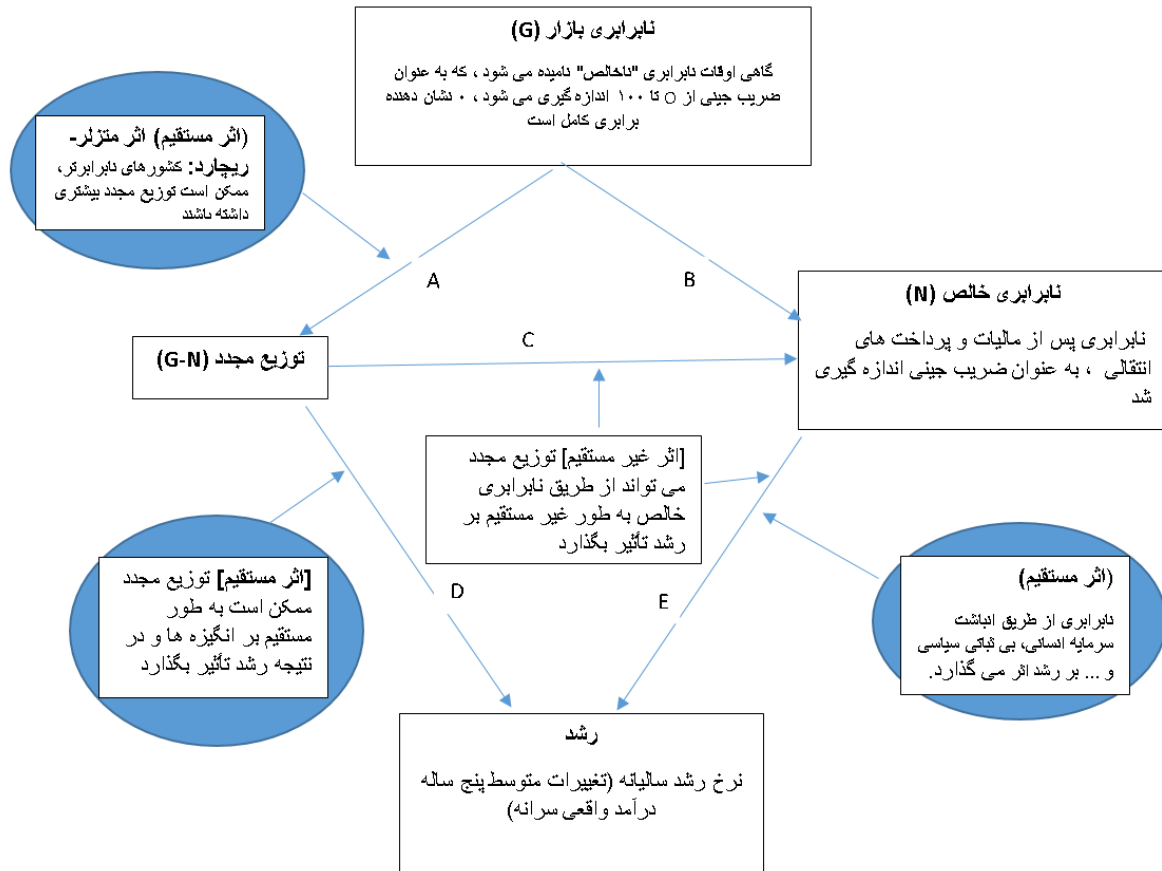 نابرابری بازار (G)
گاهی اوقات نابرابری "ناخالص" نامیده می شود ، که به عنوان
ضریب جینی از ○ تا ۱۰۰ اندازه گیری می شود ، ۰ نشان دهنده
برابری کامل است
(اثر مستقیم) اثر متزلر-
ریچارد: کشورهای نابرابرتر،
ممکن است توزیع مجدد بیشتری
داشته باشند
A
B
نابرابری خالص (N)
نابرابری پس از مالیات و پرداخت های
انتقالی ، به عنوان ضریب جینی اندازه گیری
شد
C
توزیع مجدد (G-N)
[اثر غیر مستقیم] توزیع مجدد
می تواند از طریق نابرابری
خالص به طور غیر مستقیم بر
رشد تأثیر بگذارد
[اثر مستقیم] توزیع مجدد
ممکن است به طور
مستقیم بر انگیزه ها و در
نتیجه رشد تأثیر بگذارد
D
E
(اثر مستقیم)
نابرابری از طریق انباشت
سرمایه انسانی، بی ثباتی سیاسی
و ... بر رشد اثر می گذارد.
رشد
نرخ رشد سالیانه (تغییرات متوسط پنج ساله
درآمد واقعی سرانه)